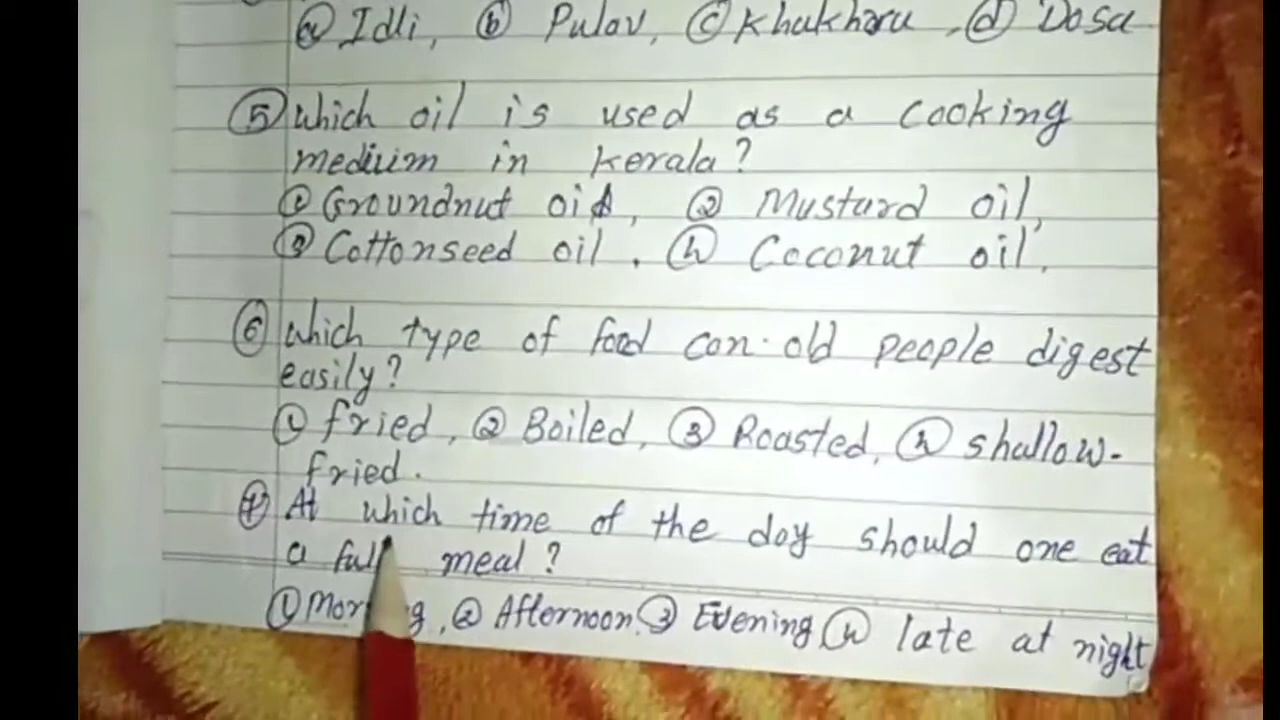 ⓐ Idli, ⓑ Pulav, ⓒ Khakhara, ⓓ Dosa
⑤ Which oil is used as a cooking
medium in Kerala?
① Groundnut oil, ② Mustard oil,
③ Cottonseed oil, ④ Coconut oil.
⑥ Which type of food can old people digest
easily?
① fried, ② Boiled, ③ Roasted, ④ shallow-
fried.
⑦ At which time of the day should one eat
a full meal?
① Morning, ② Afternoon, ③ Evening ④ late at night